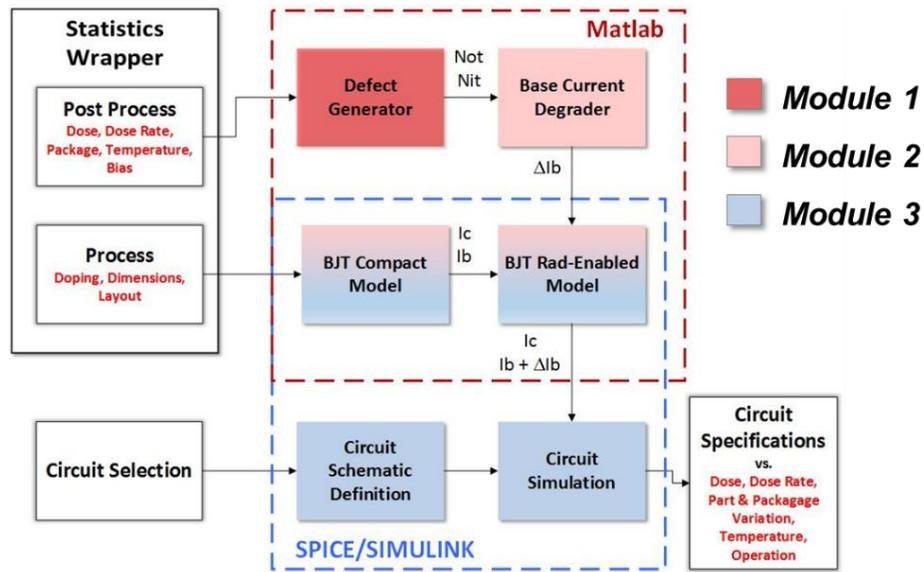 Statistics
Wrapper
Post Process
Dose, Dose Rate,
Package, Temperature,
Bias
Process
Doping, Dimensions,
Layout
Circuit Selection
Matlab
Defect
Generator
Not
Nit
Base Current
Degrader
ΔIb
BJT Compact
Model
Ic
Ib
BJT Rad-Enabled
Model
Ic
Ib + ΔIb
Circuit
Schematic
Definition
Circuit
Simulation
SPICE/SIMULINK
Circuit
Specifications
vs.
Dose, Dose Rate,
Part & Packagage
Variation,
Temperature,
Operation
Module 1
Module 2
Module 3